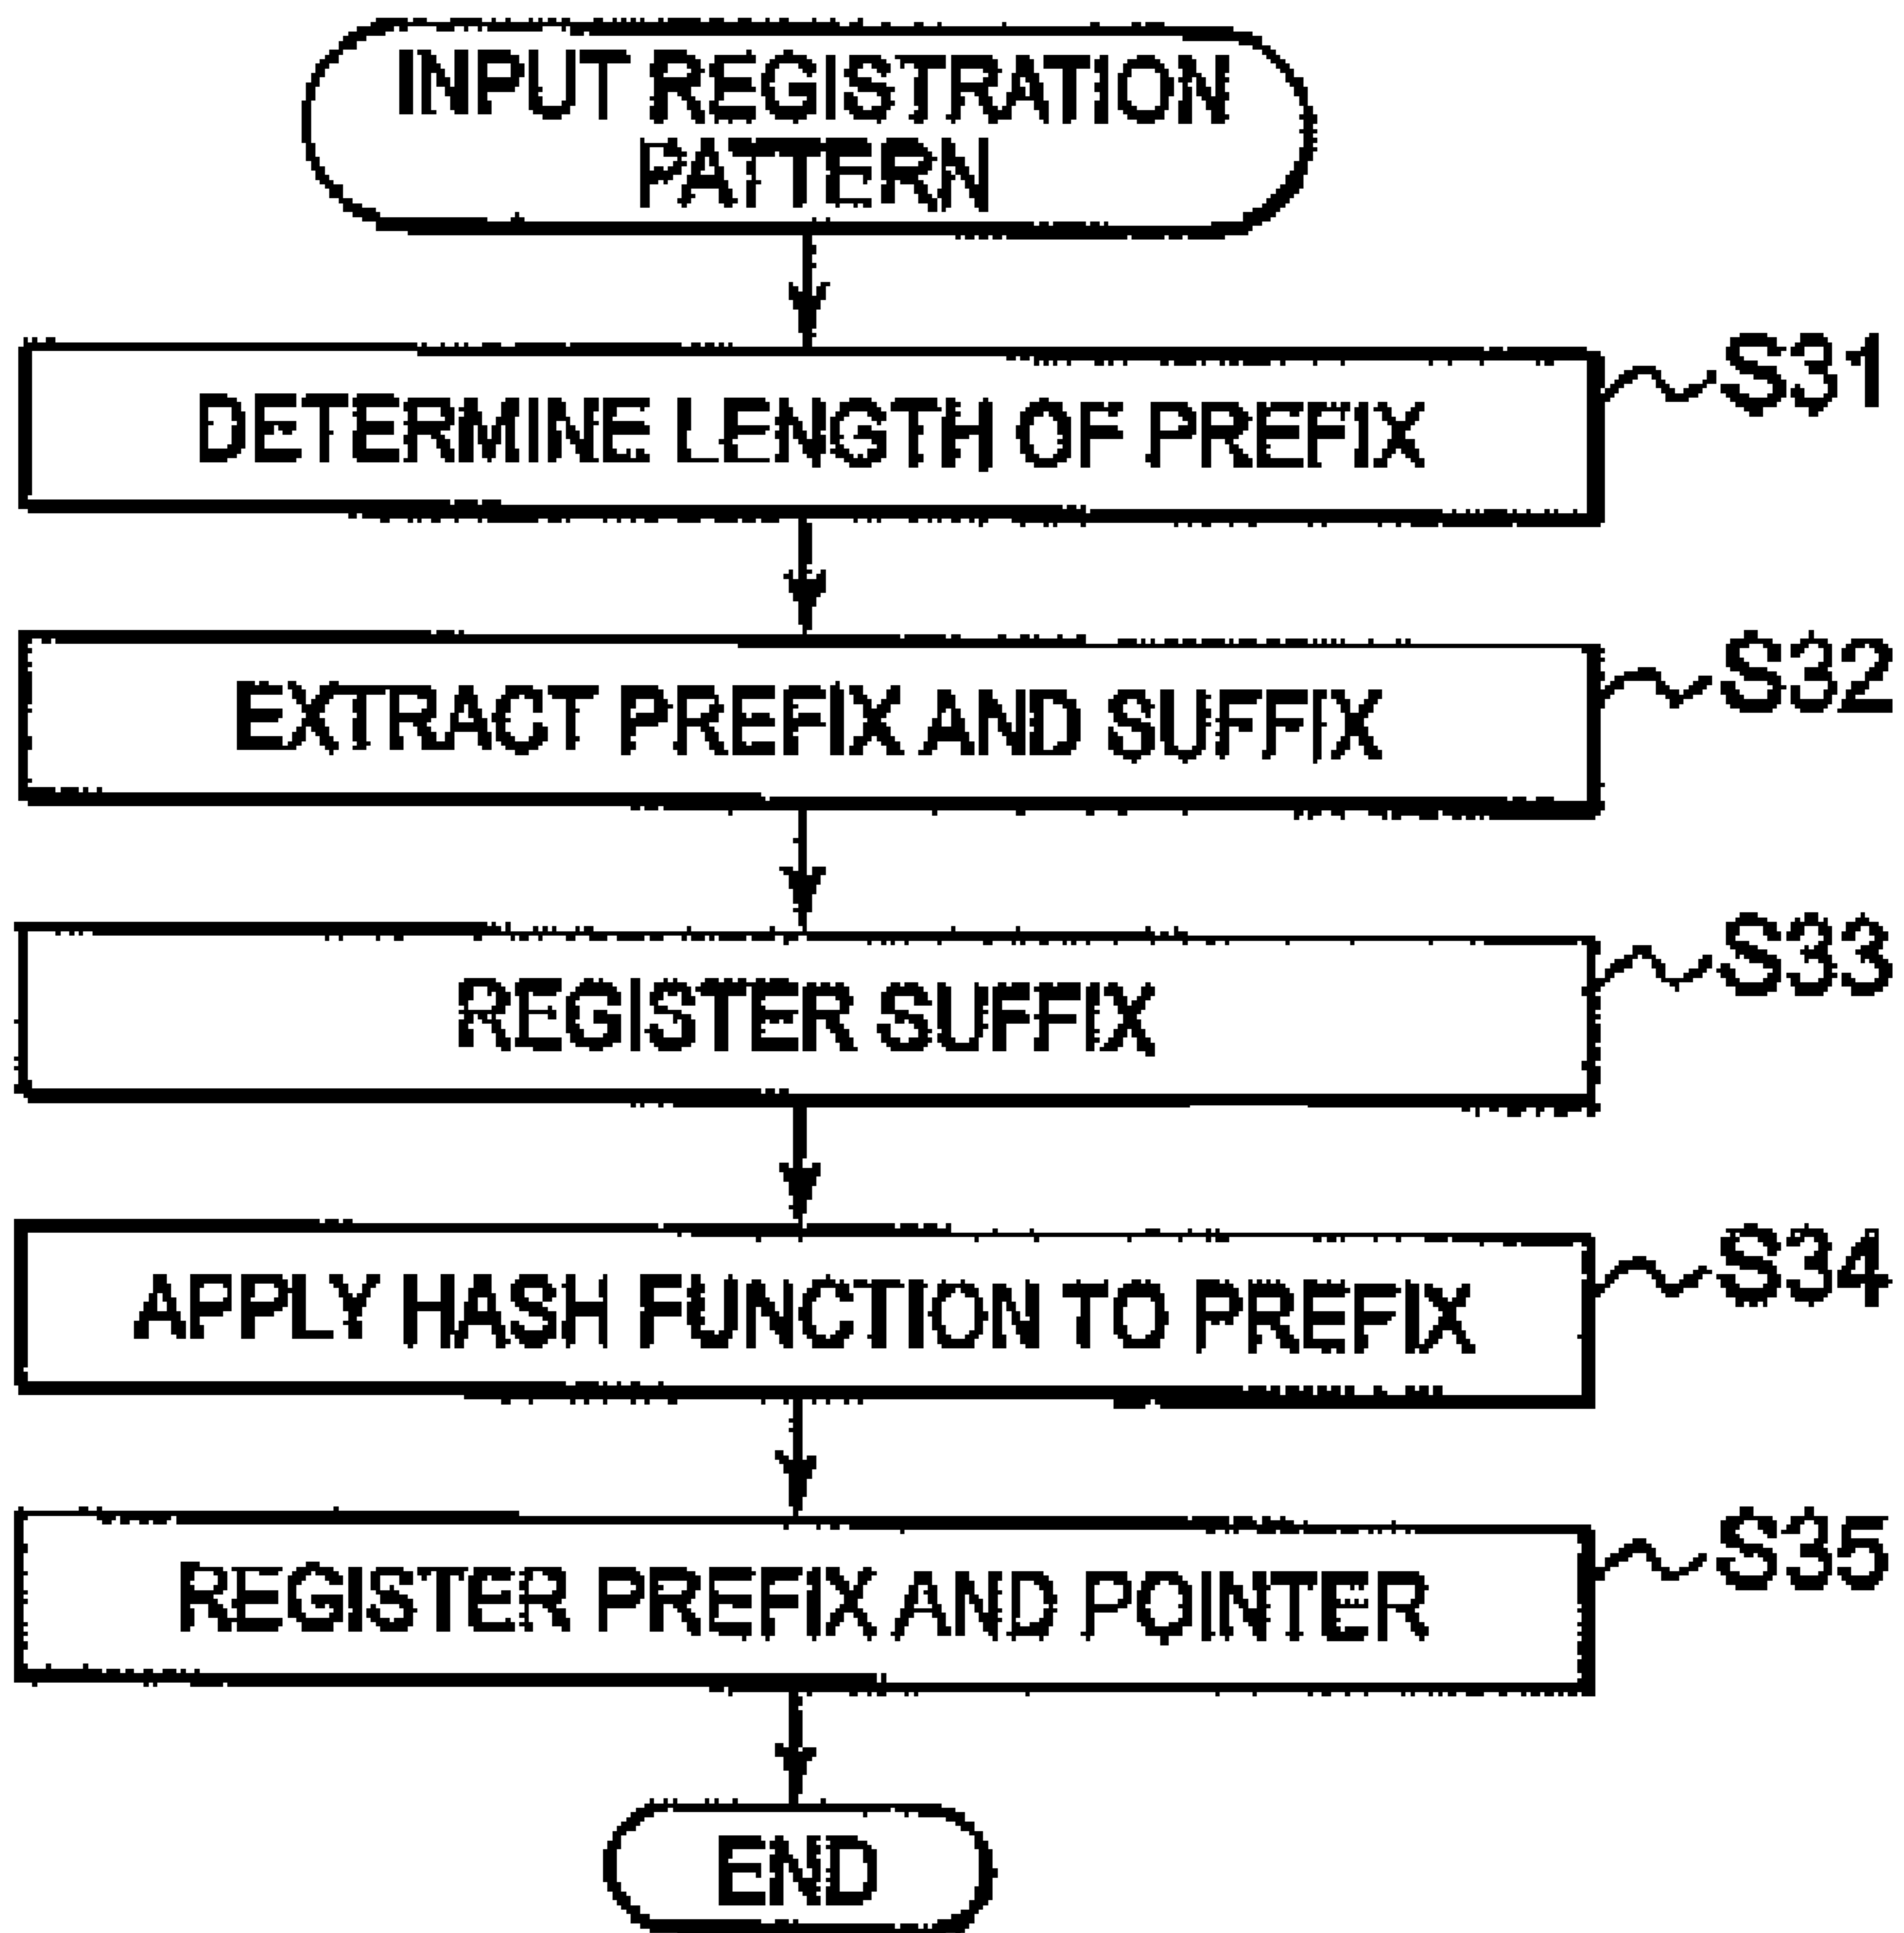 INPUT REGISTRATION
PATTERN
DETERMINE LENGTH OF PREFIX
S31
EXTRACT PREFIX AND SUFFIX
S32
REGISTER SUFFIX
S33
APPLY HASH FUNCTION TO PREFIX
S34
REGISTER PREFIX AND POINTER
S35
END